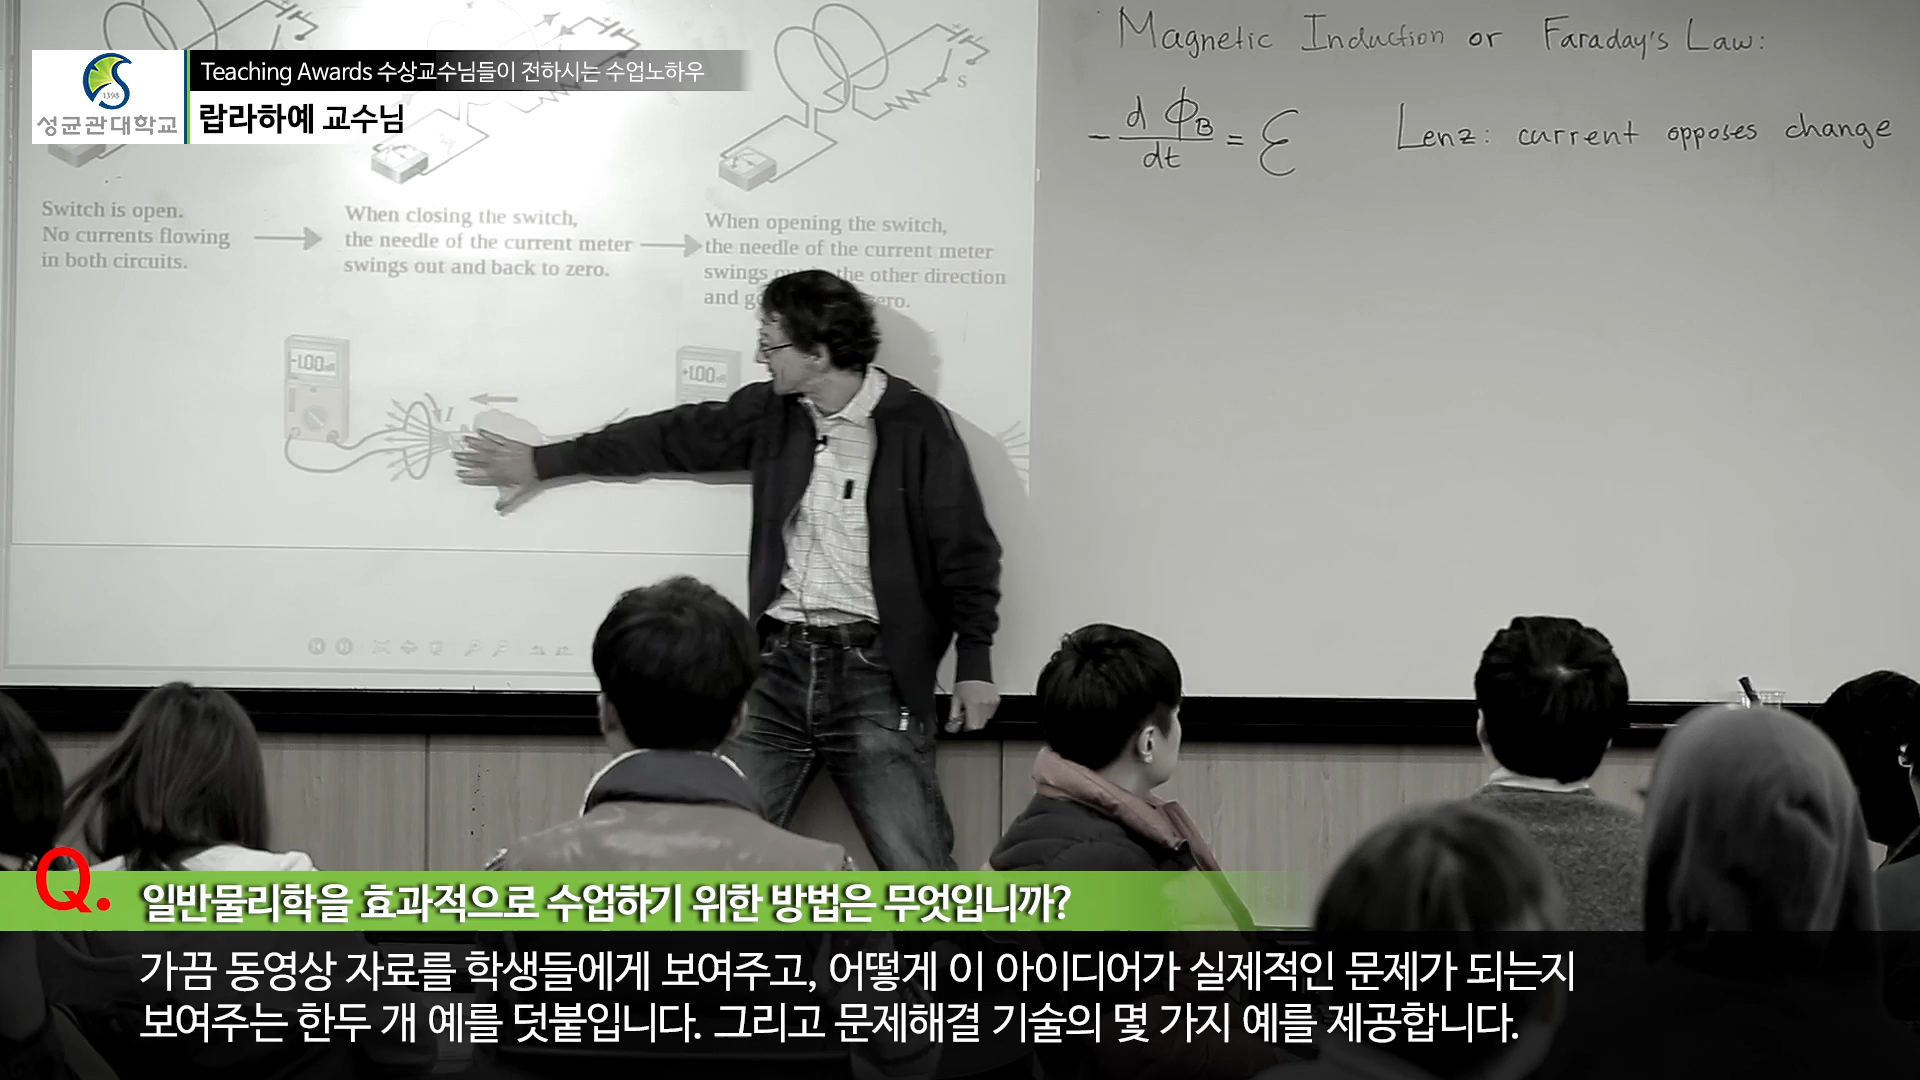 Teaching Awards 수상교수님들이 전하시는 수업노하우
1398
성균관대학교
랍라하예 교수님
Switch is open.
No currents flowing
in both circuits.
When closing the switch,
the needle of the current meter
swings out and back to zero.
When opening the switch,
the needle of the current meter
swings the other direction
and zero.
S
-1.00
I
+1.00
Magnetic Induction or Faraday's Law:
- d ϕB / dt = ℰ
Lenz: current opposes change
Q. 일반물리학을 효과적으로 수업하기 위한 방법은 무엇입니까?
가끔 동영상 자료를 학생들에게 보여주고, 어떻게 이 아이디어가 실제적인 문제가 되는지
보여주는 한두 개 예를 덧붙입니다. 그리고 문제해결 기술의 몇 가지 예를 제공합니다.